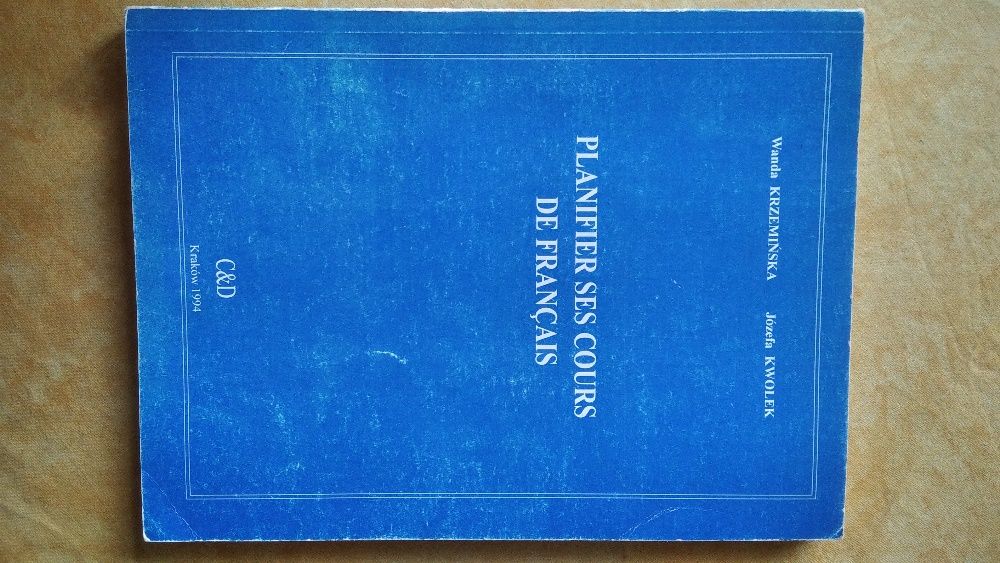 Wanda KRZEMIŃSKA Józefa KWOLEK
PLANIFIER SES COURS
DE FRANÇAIS
C&D
Kraków 1994